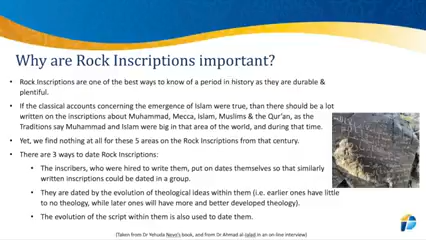 Why are Rock Inscriptions important?
• Rock Inscriptions are one of the best ways to know of a period in history as they are durable &
plentiful.
• If the classical accounts concerning the emergence of Islam were true, than there should be a lot
written on the inscriptions about Muhammad, Mecca, Islam, Muslims & the Qur'an, as the
Traditions say Muhammad and Islam were big in that area of the world, and during that time.
• Yet, we find nothing at all for these 5 areas on the Rock Inscriptions from that century.
• There are 3 ways to date Rock Inscriptions:
• The inscribers, who were hired to write them, put on dates themselves so that similarly
written inscriptions could be dated in a group.
• They are dated by the evolution of theological ideas within them (i.e. earlier ones have little
to no theology, while later ones will have more and better developed theology).
• The evolution of the script within them is also used to date them.
(Taken from Dr Yehuda Nevo's book, and from Dr Ahmad al-Jalad in an on-line interview)